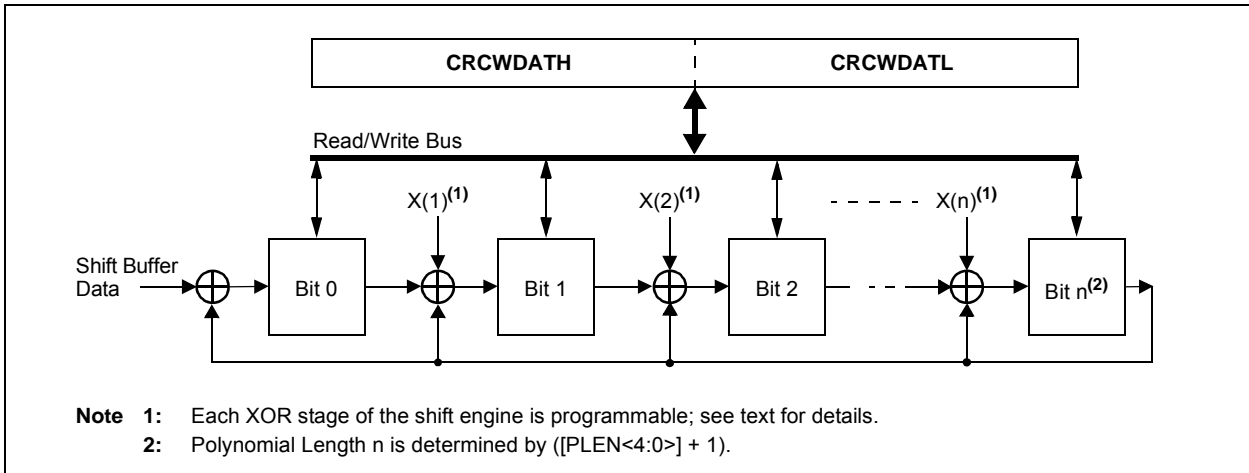 CRCWDATH CRCWDATL
Read/Write Bus
X(1)(1) X(2)(1) X(n)(1)
Shift Buffer
Data
Bit 0 Bit 1 Bit 2 Bit n(2)
Note 1: Each XOR stage of the shift engine is programmable; see text for details.
2: Polynomial Length n is determined by ([PLEN<4:0>] + 1).